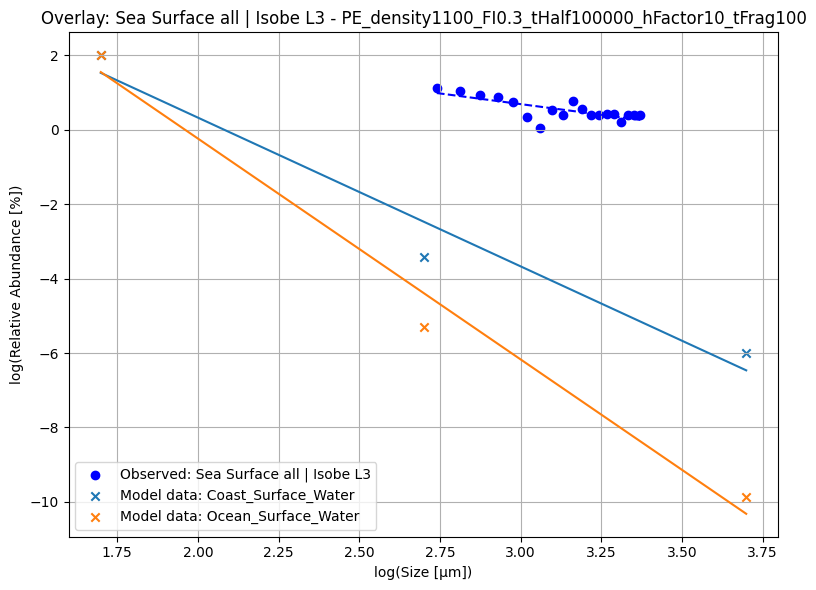 Overlay: Sea Surface all | Isobe L3 - PE_density1100_FI0.3_tHalf100000_hFactor10_tFrag100
log(Relative Abundance [%])
2
0
−2
−4
−6
−8
−10
Observed: Sea Surface all | Isobe L3
Model data: Coast_Surface_Water
Model data: Ocean_Surface_Water
1.75 2.00 2.25 2.50 2.75 3.00 3.25 3.50 3.75
log(Size [μm])